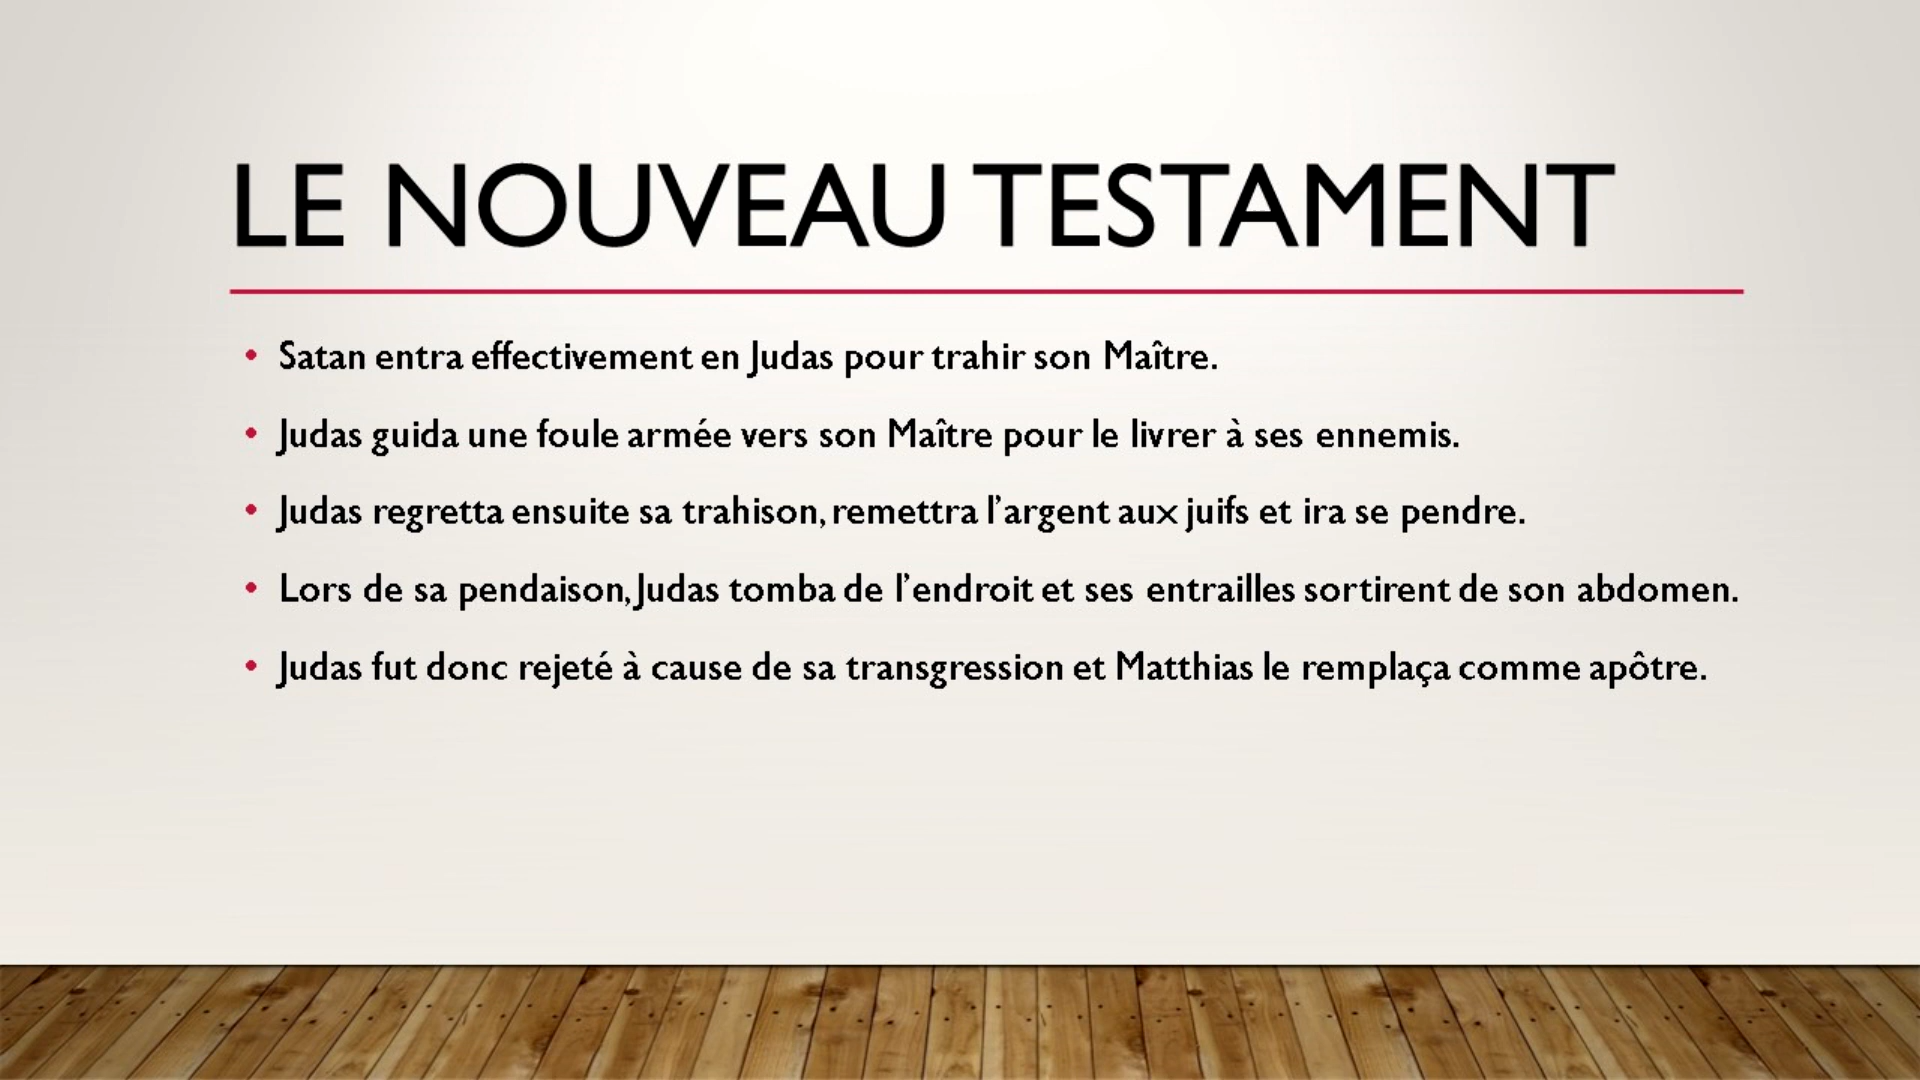 LE NOUVEAU TESTAMENT
• Satan entra effectivement en Judas pour trahir son Maître.
• Judas guida une foule armée vers son Maître pour le livrer à ses ennemis.
• Judas regretta ensuite sa trahison, remettra l’argent aux juifs et ira se pendre.
• Lors de sa pendaison, Judas tomba de l’endroit et ses entrailles sortirent de son abdomen.
• Judas fut donc rejeté à cause de sa transgression et Matthias le remplaça comme apôtre.